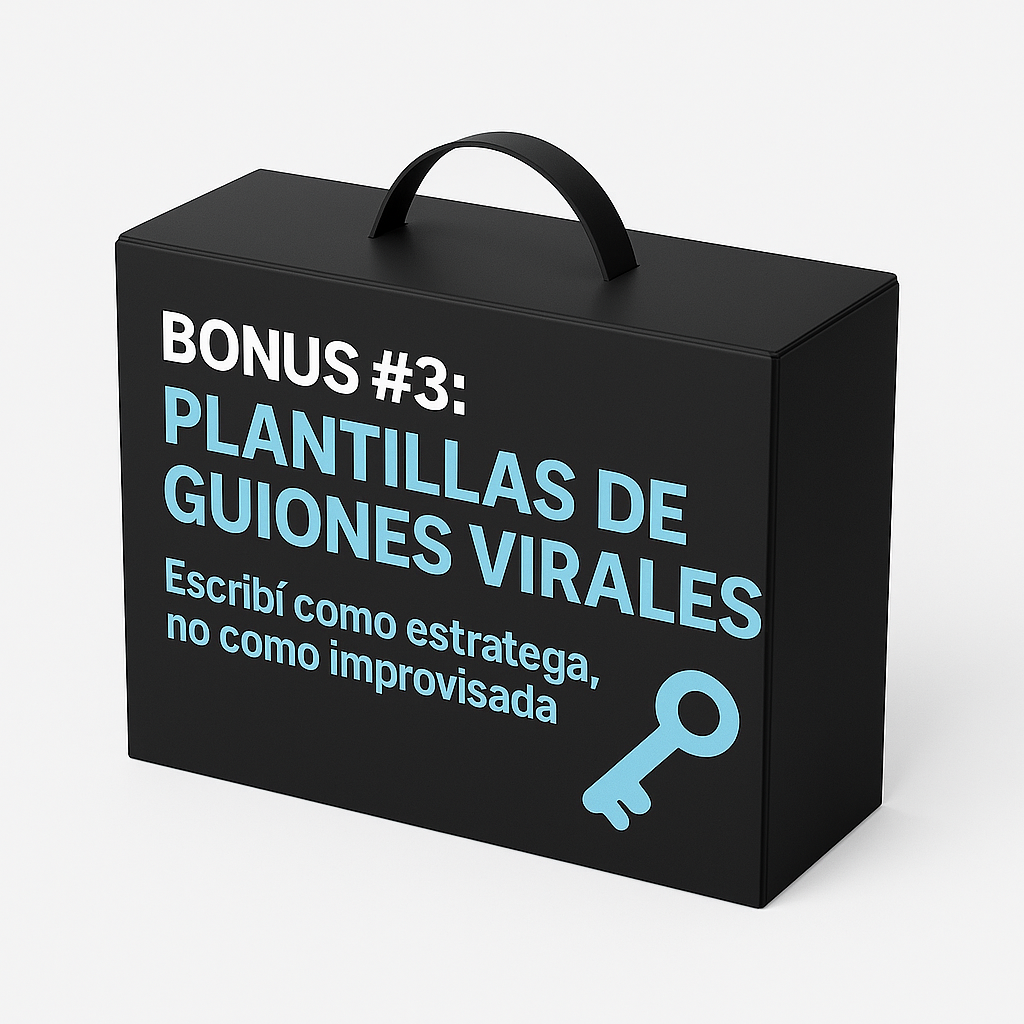 BONUS #3:
PLANTILLAS DE
GUIONES VIRALES
Escribí como estratega,
no como improvisada